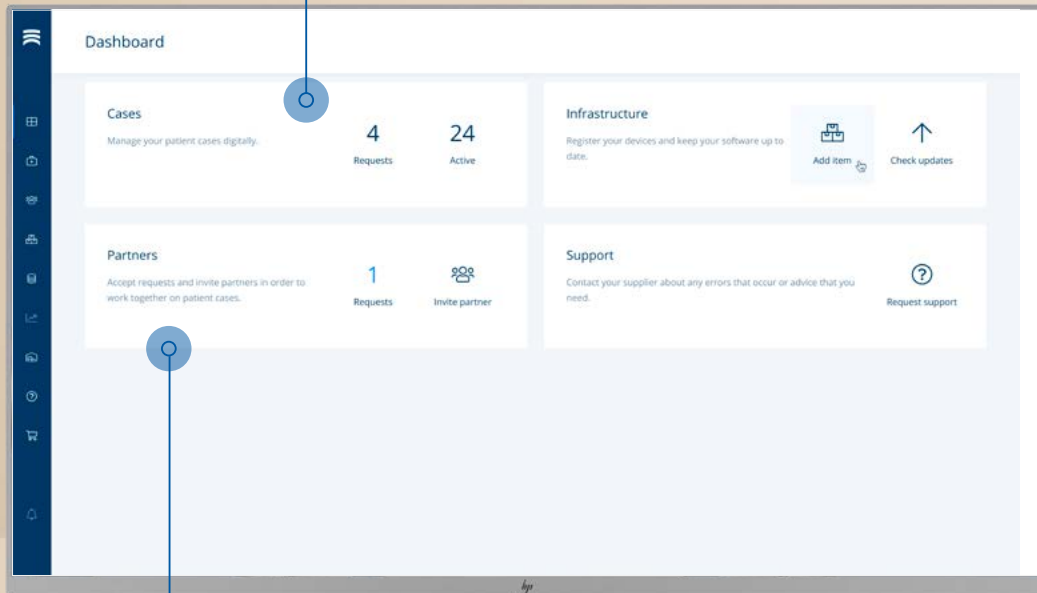 Dashboard
Cases
Manage your patient cases digitally.
4
Requests
24
Active
Infrastructure
Register your devices and keep your software up to
date.
Add item
Check updates
Partners
Accept requests and invite partners in order to
work together on patient cases.
1
Requests
Invite partner
Support
Contact your supplier about any errors that occur or advice that you
need.
Request support
hp